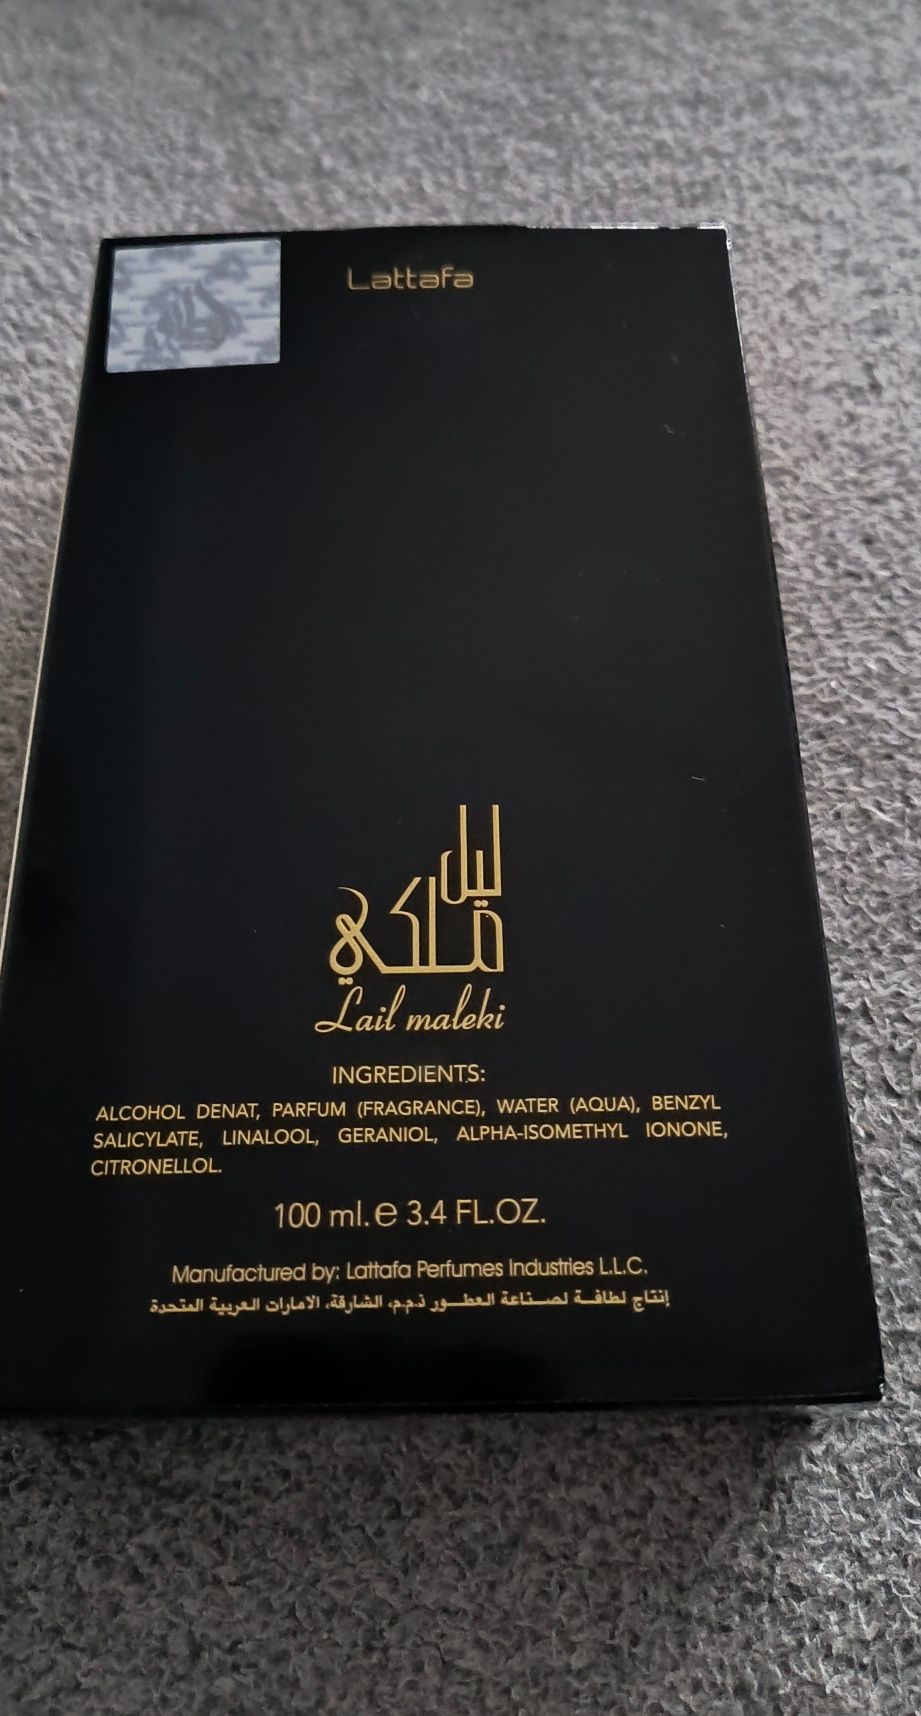 Lattafa
ليل
ملكي
Lail maleki
INGREDIENTS:
ALCOHOL DENAT, PARFUM (FRAGRANCE), WATER (AQUA), BENZYL
SALICYLATE, LINALOOL, GERANIOL, ALPHA-ISOMETHYL IONONE,
CITRONELLOL.
100 ml. e 3.4 FL.OZ.
Manufactured by: Lattafa Perfumes Industries L.L.C.
إنتاج لطافة لصناعة العطور ذ.م.م، الشارقة، الامارات العربية المتحدة